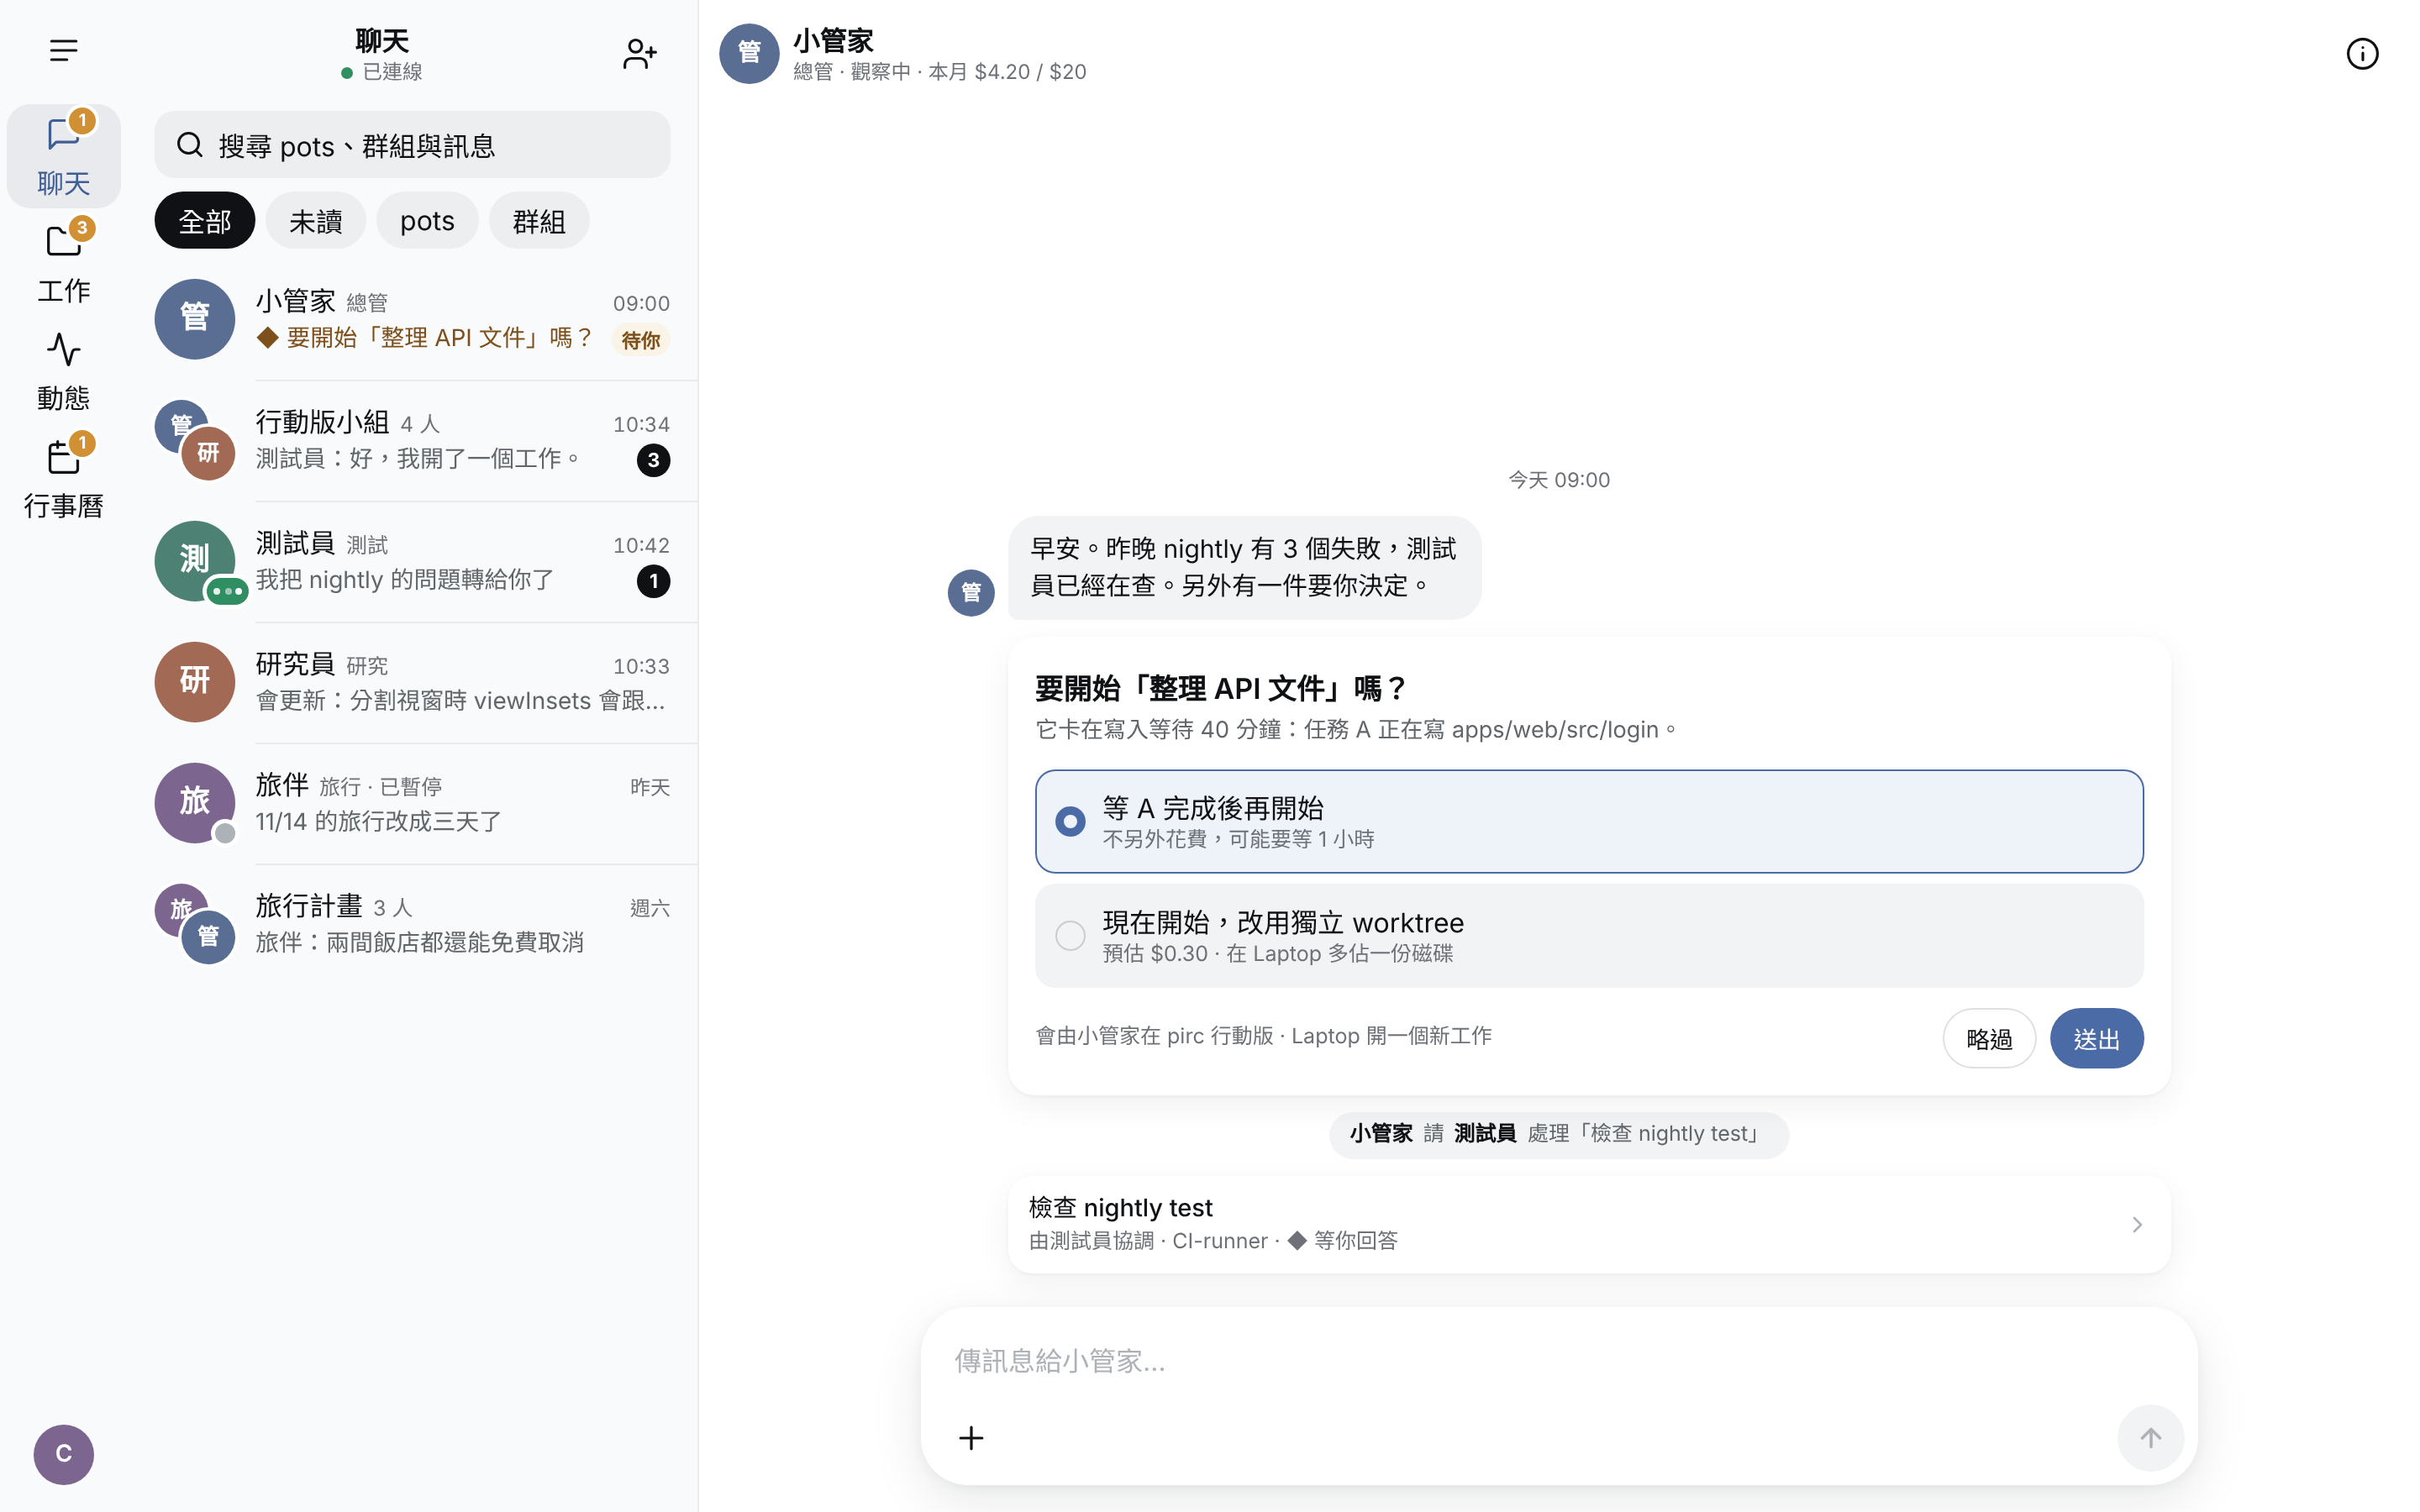 聊天
已連線
1
聊天
3
工作
動態
1
行事曆
C
搜尋 pots、群組與訊息
全部
未讀
pots
群組
管
小管家 總管
09:00
◆ 要開始「整理 API 文件」嗎？
待你
管
研
行動版小組 4 人
10:34
測試員：好，我開了一個工作。
3
測
測試員 測試
10:42
我把 nightly 的問題轉給你了
1
研
研究員 研究
10:33
會更新：分割視窗時 viewInsets 會跟...
旅
旅伴 旅行 · 已暫停
昨天
11/14 的旅行改成三天了
旅
管
旅行計畫 3 人
週六
旅伴：兩間飯店都還能免費取消
管
小管家
總管 · 觀察中 · 本月 $4.20 / $20
今天 09:00
管
早安。昨晚 nightly 有 3 個失敗，測試
員已經在查。另外有一件要你決定。
要開始「整理 API 文件」嗎？
它卡在寫入等待 40 分鐘：任務 A 正在寫 apps/web/src/login。
等 A 完成後再開始
不另外花費，可能要等 1 小時
現在開始，改用獨立 worktree
預估 $0.30 · 在 Laptop 多佔一份磁碟
會由小管家在 pirc 行動版 · Laptop 開一個新工作
略過
送出
小管家 請 測試員 處理「檢查 nightly test」
檢查 nightly test
由測試員協調 · CI-runner · ◆ 等你回答
傳訊息給小管家...